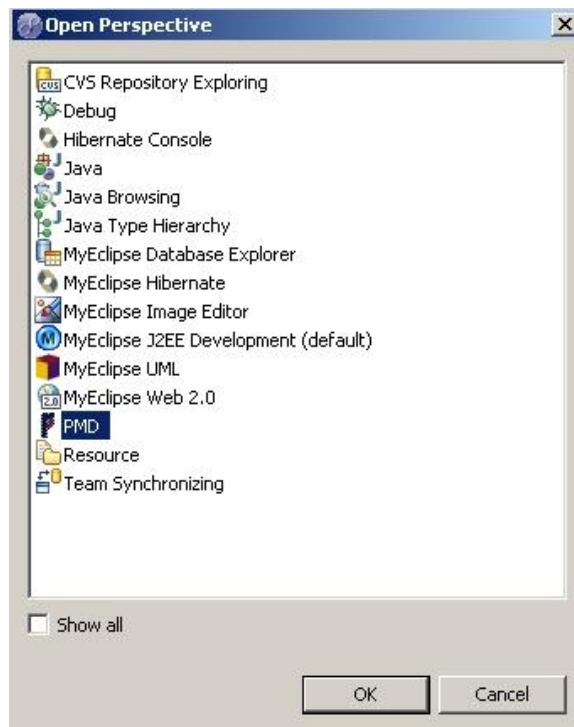 Open Perspective
CVS Repository Exploring
Debug
Hibernate Console
Java
Java Browsing
Java Type Hierarchy
MyEclipse Database Explorer
MyEclipse Hibernate
MyEclipse Image Editor
MyEclipse J2EE Development (default)
MyEclipse UML
MyEclipse Web 2.0
PMD
Resource
Team Synchronizing
Show all
OK Cancel